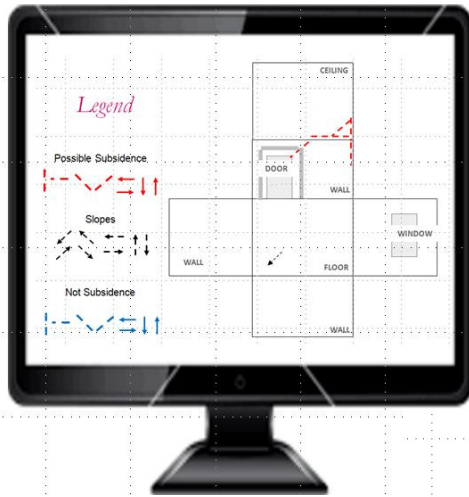 Legend
Possible Subsidence
Slopes
Not Subsidence
CEILING
DOOR
WALL
WINDOW
WALL
FLOOR
WALL